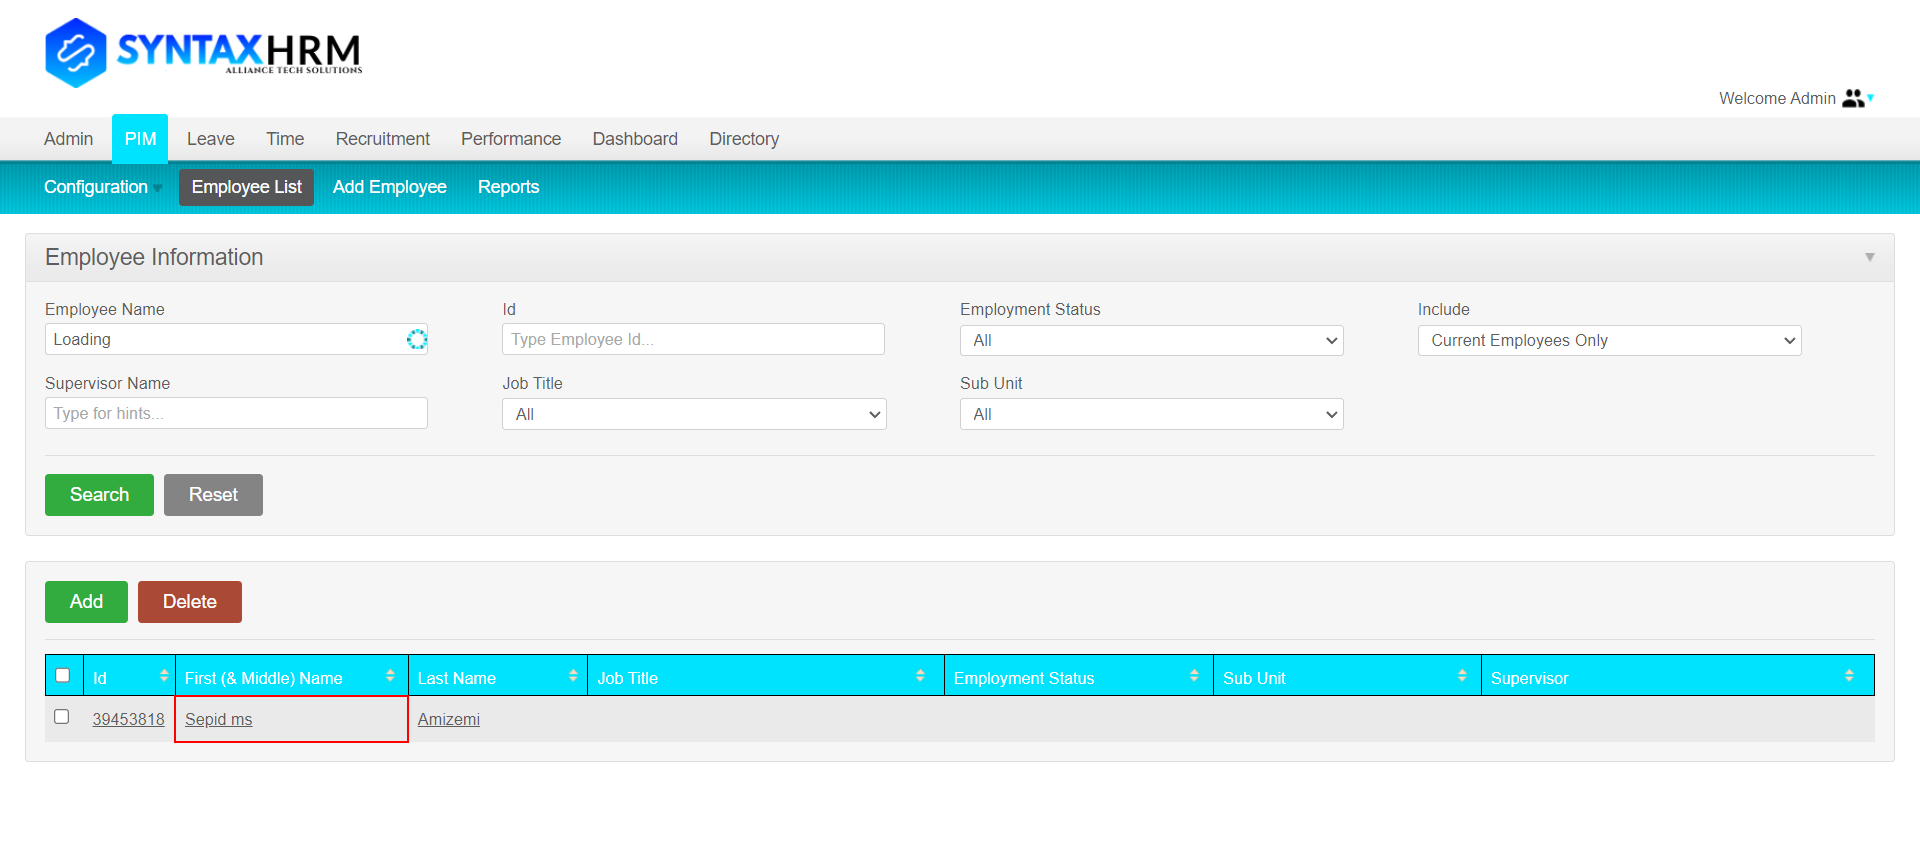 SYNTAXHRM
ALLIANCE TECH SOLUTIONS
Welcome Admin
Admin PIM Leave Time Recruitment Performance Dashboard Directory
Configuration Employee List Add Employee Reports
Employee Information
Employee Name Id Employment Status Include
Loading Type Employee Id... All Current Employees Only
Supervisor Name Job Title Sub Unit
Type for hints... All All
Search Reset
Add Delete
Id First (& Middle) Name Last Name Job Title Employment Status Sub Unit Supervisor
39453818 Sepid ms Amizemi